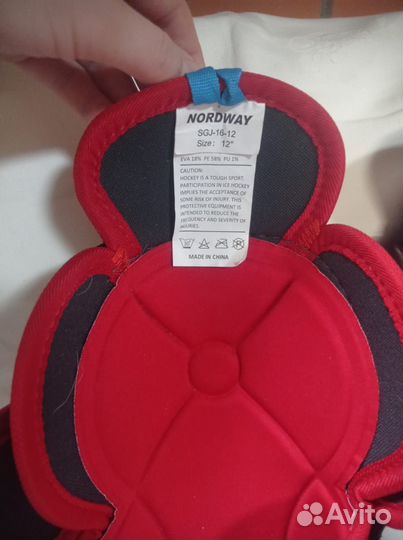 NORDWAY
SGJ-16-12
Size: 12"
EVA 18% PE 58% PU 1%
CAUTION:
HOCKEY IS A TOUGH SPORT.
PARTICIPATION IN ICE HOCKEY
IMPLIES THE ACCEPTANCE OF
SOME RISK OF INJURY. THIS
PROTECTIVE EQUIPMENT IS
INTENDED TO REDUCE THE
FREQUENCY AND SEVERITY OF
INJURIES.
MADE IN CHINA
Avito